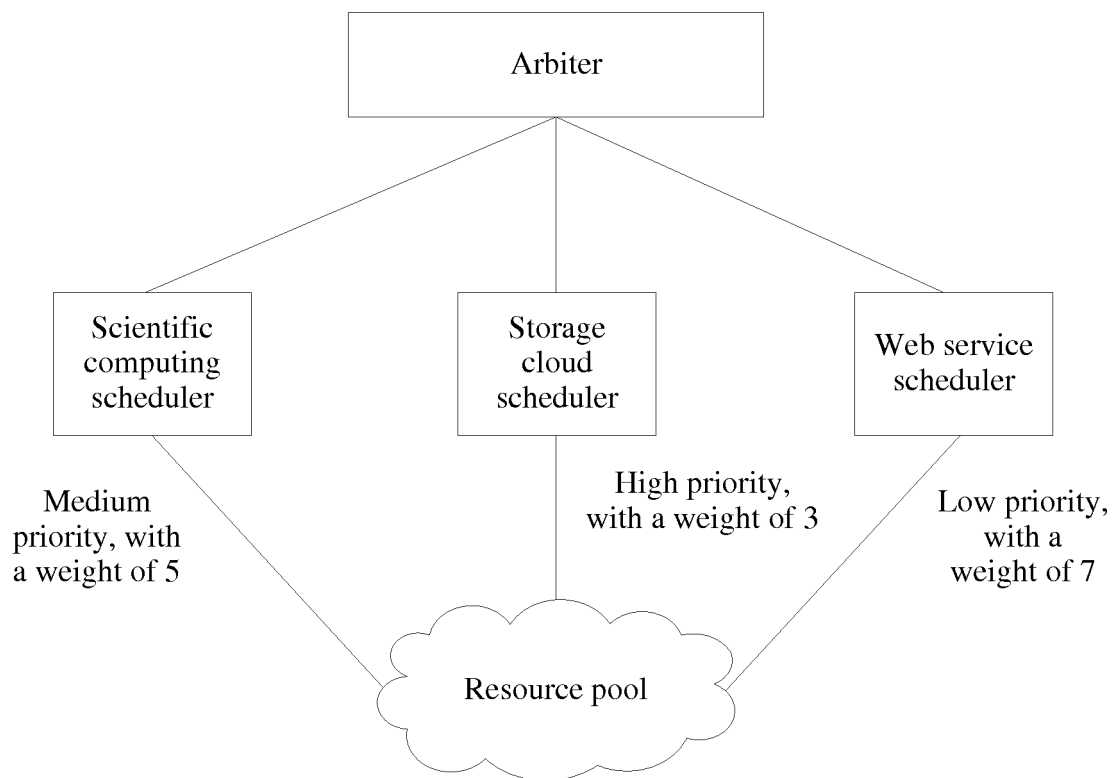 Arbiter
Scientific
computing
scheduler
Storage
cloud
scheduler
Web service
scheduler
Medium
priority, with
a weight of 5
High priority,
with a weight of 3
Low priority,
with a
weight of 7
Resource pool